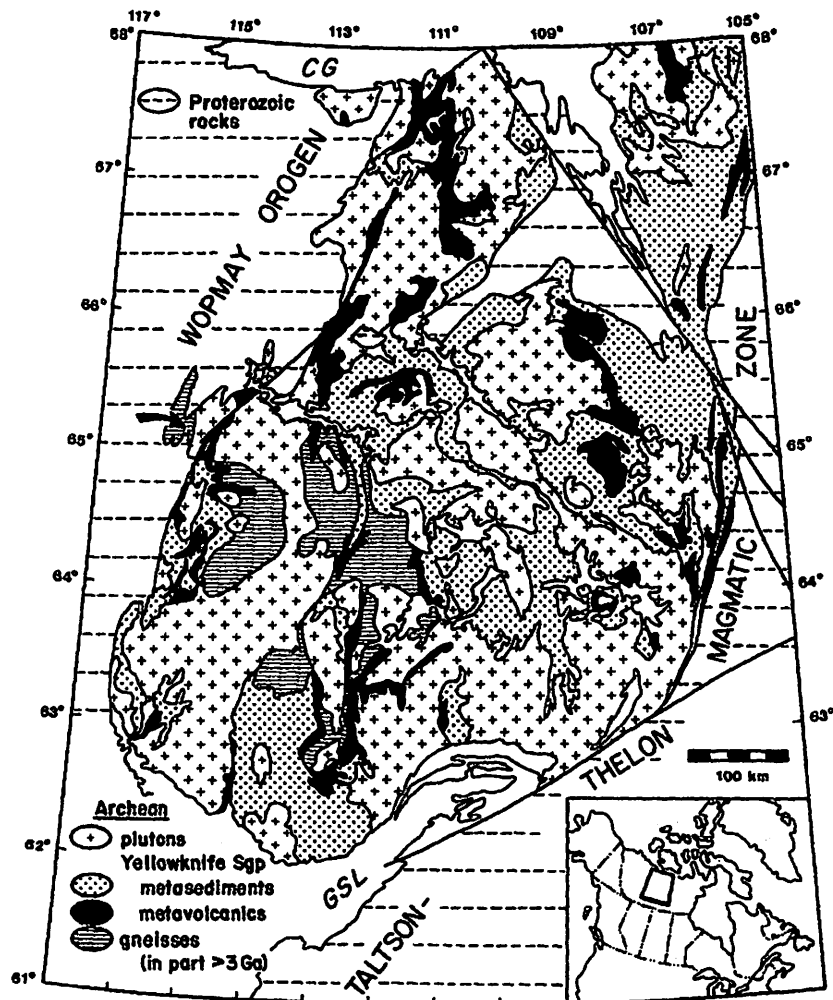 117°
115°
113°
111°
109°
107°
105°
68°
68°
CG
Proterozoic
rocks
WOPMAY OROGEN
67°
67°
66°
66°
ZONE
65°
65°
64°
64°
MAGMATIC
63°
63°
THELON
100 km
Archean
plutons
Yellowknife Sgp
metasediments
metavolcanics
gneisses
(in part >3Ga)
62°
GSL
TALTSON-
61°